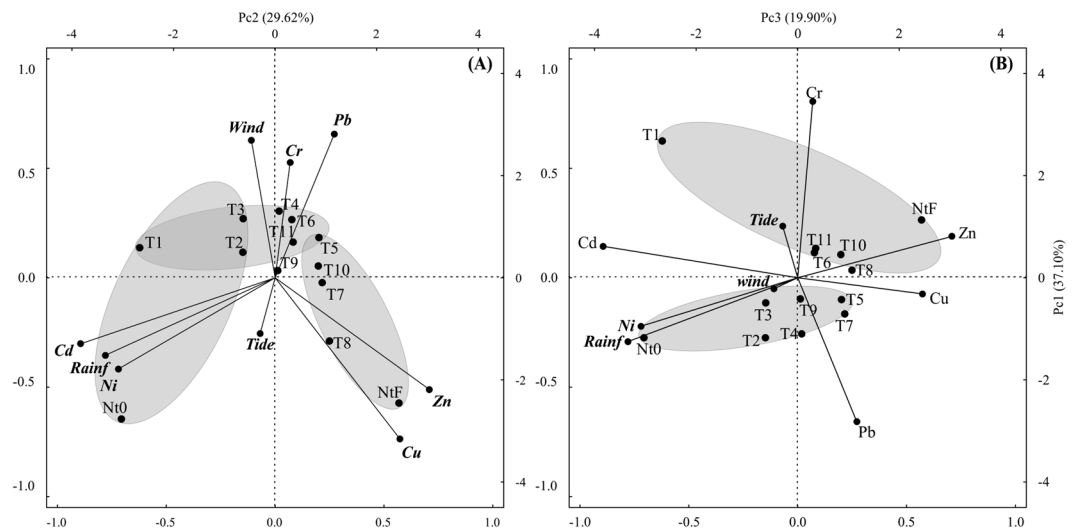 Pc2 (29.62%)
-4 -2 0 2 4
(A)
1.0
0.5
0.0
-0.5
-1.0
4
2
0
-2
-4
-1.0 -0.5 0.0 0.5 1.0
Wind
Pb
Cr
T3
T4
T6
T1
T2
T11
T5
T9
T10
T7
Tide
T8
Cd
Rainf
Ni
Nt0
NtF
Zn
Cu
Pc3 (19.90%)
-4 -2 0 2 4
(B)
1.0
0.5
0.0
-0.5
-1.0
4
2
0
-2
-4
Pc1 (37.10%)
-1.0 -0.5 0.0 0.5 1.0
Cr
T1
Tide
NtF
Zn
Cd
T11
T10
T6
T8
wind
Cu
T3
T9
T5
T7
Ni
Rainf
Nt0
T2
T4
Pb